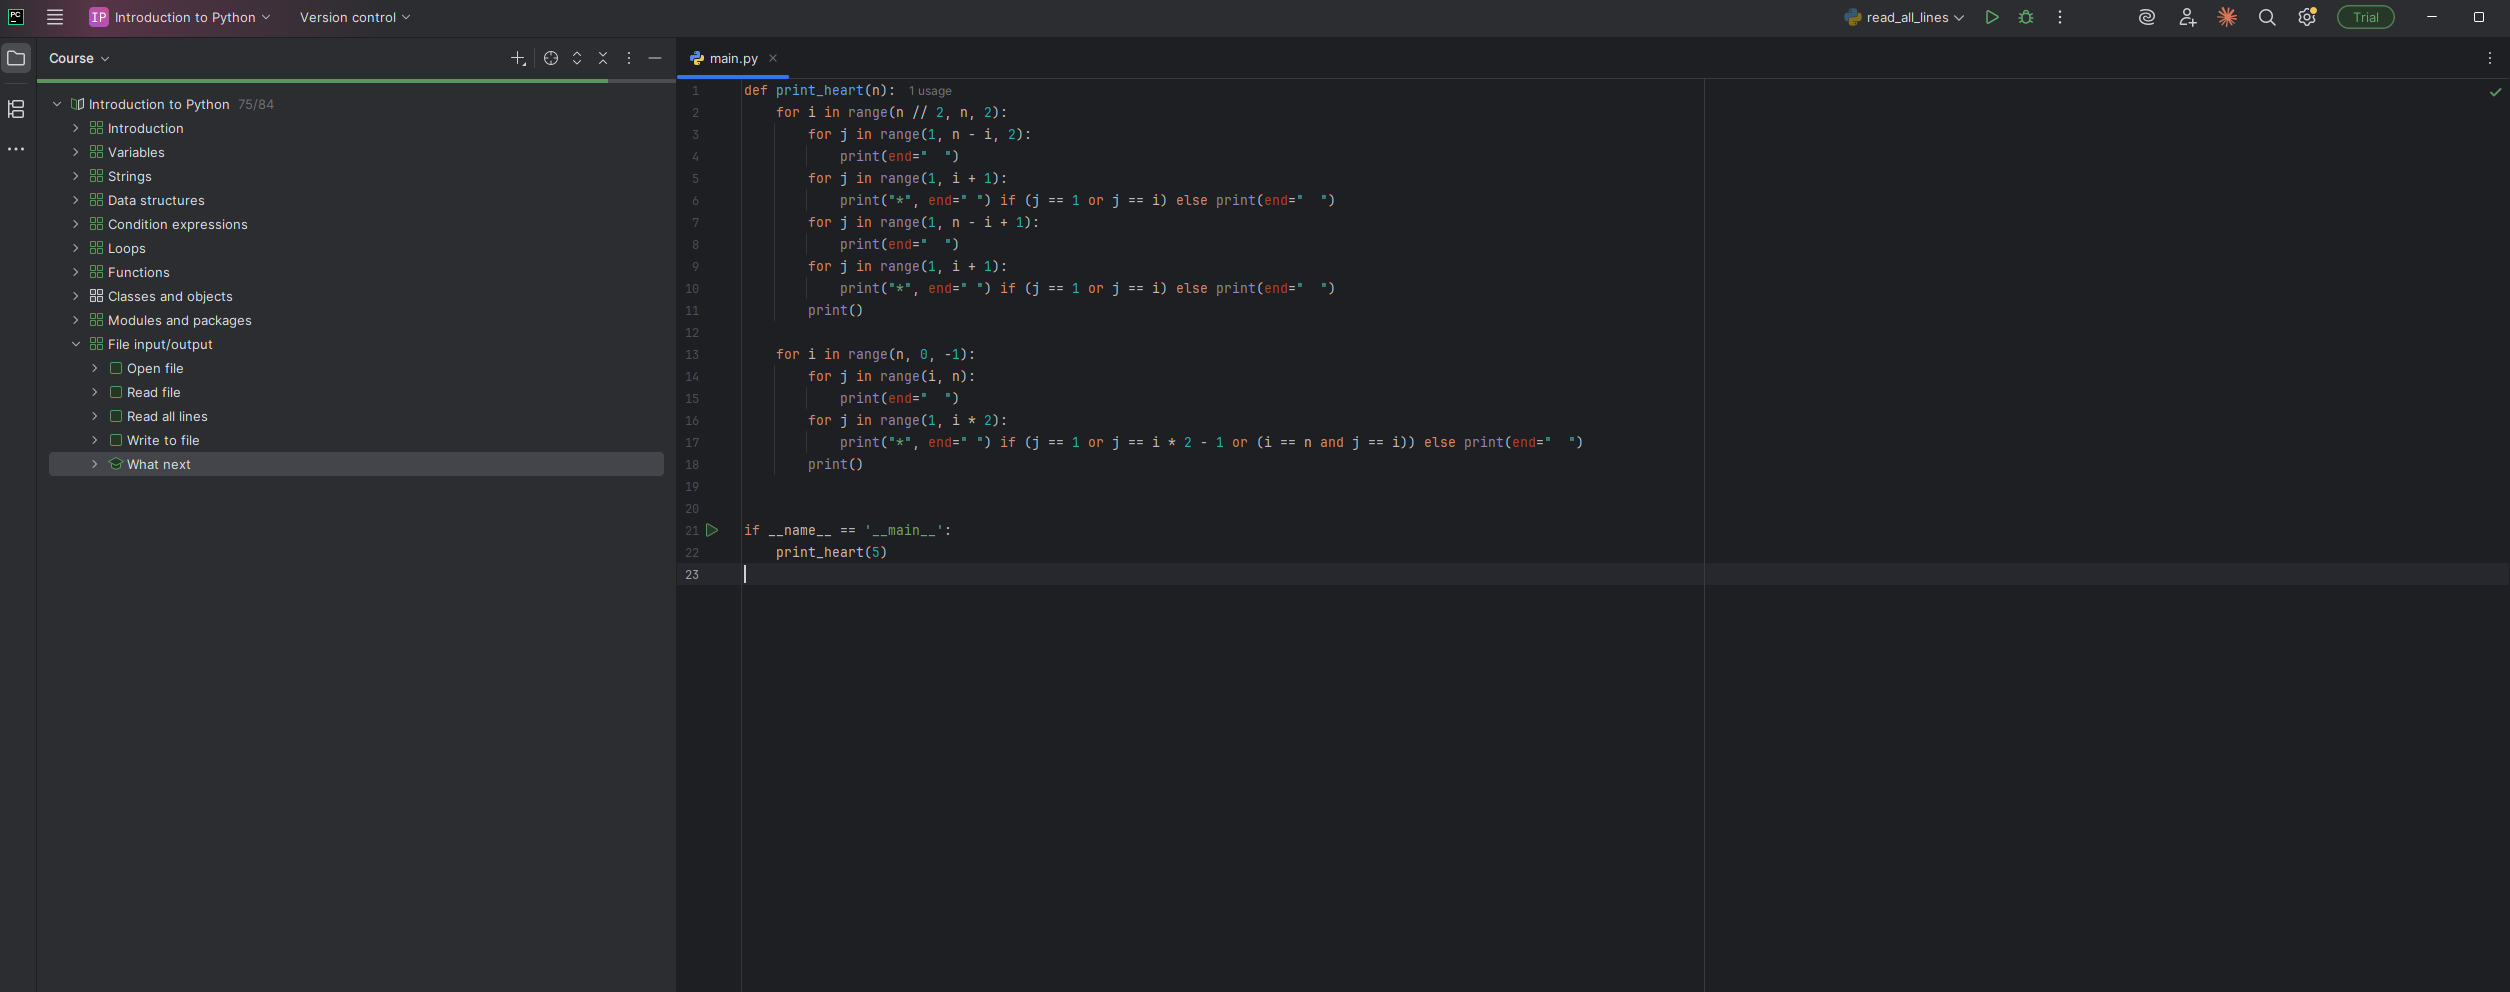 PC IP Introduction to Python Version control read_all_lines Trial
Course
Introduction to Python 75/84
Introduction
Variables
Strings
Data structures
Condition expressions
Loops
Functions
Classes and objects
Modules and packages
File input/output
Open file
Read file
Read all lines
Write to file
What next
main.py
1 def print_heart(n): 1 usage
2     for i in range(n // 2, n, 2):
3         for j in range(1, n - i, 2):
4             print(end="  ")
5         for j in range(1, i + 1):
6             print("*", end=" ") if (j == 1 or j == i) else print(end="  ")
7         for j in range(1, n - i + 1):
8             print(end="  ")
9         for j in range(1, i + 1):
10             print("*", end=" ") if (j == 1 or j == i) else print(end="  ")
11         print()
12
13     for i in range(n, 0, -1):
14         for j in range(i, n):
15             print(end="  ")
16         for j in range(1, i * 2):
17             print("*", end=" ") if (j == 1 or j == i * 2 - 1 or (i == n and j == i)) else print(end="  ")
18         print()
19
20
21 if __name__ == '__main__':
22     print_heart(5)
23